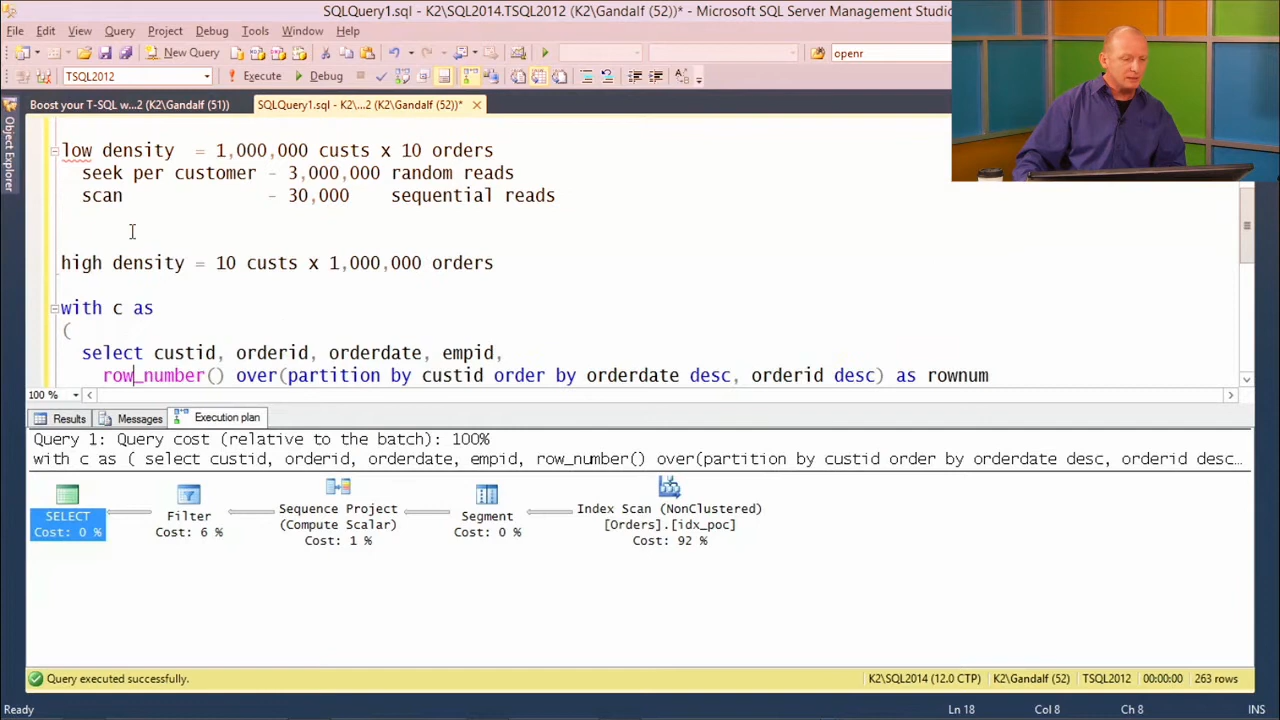 SQLQuery1.sql - K2\SQL2014.TSQL2012 (K2\Gandalf (52))* - Microsoft SQL Server Management Studio
File Edit View Query Project Debug Tools Window Help
New Query openr
TSQL2012 Execute Debug
Boost your T-SQL w...2 (K2\Gandalf (51)) SQLQuery1.sql - K2\...2 (K2\Gandalf (52))*
Object Explorer
low density = 1,000,000 custs x 10 orders
seek per customer - 3,000,000 random reads
scan - 30,000 sequential reads
high density = 10 custs x 1,000,000 orders
with c as
(
select custid, orderid, orderdate, empid,
row_number() over(partition by custid order by orderdate desc, orderid desc) as rownum
100 %
Results Messages Execution plan
Query 1: Query cost (relative to the batch): 100%
with c as ( select custid, orderid, orderdate, empid, row_number() over(partition by custid order by orderdate desc, orderid desc...
SELECT
Cost: 0 %
Filter
Cost: 6 %
Sequence Project
(Compute Scalar)
Cost: 1 %
Segment
Cost: 0 %
Index Scan (NonClustered)
[Orders].[idx_poc]
Cost: 92 %
Query executed successfully. K2\SQL2014 (12.0 CTP) K2\Gandalf (52) TSQL2012 00:00:00 263 rows
Ready Ln 18 Col 8 Ch 8 INS